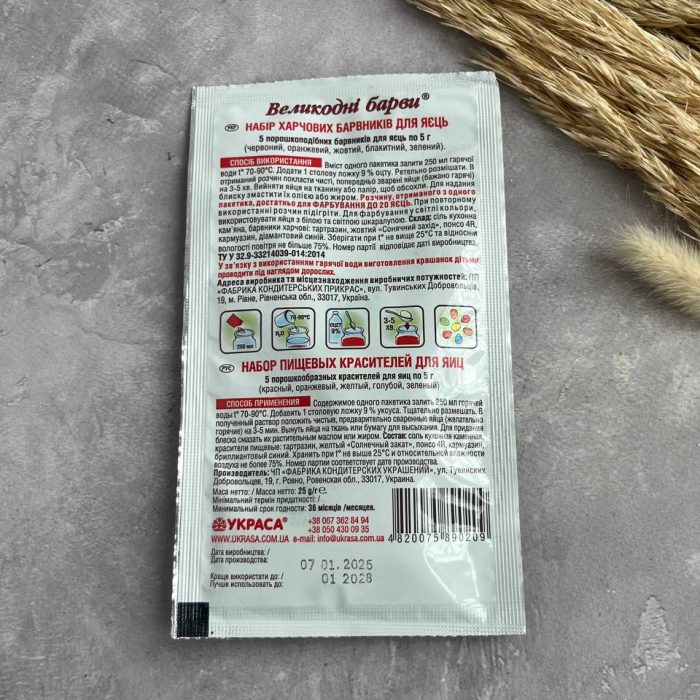 Великодні барви®
УКР
НАБІР ХАРЧОВИХ БАРВНИКІВ ДЛЯ ЯЄЦЬ
5 порошкоподібних барвників для яєць по 5 г
(червоний, оранжевий, жовтий, блакитний, зелений).
СПОСІБ ВИКОРИСТАННЯ Вміст одного пакетика залити 250 мл гарячої
води t° 70-90°С. Додати 1 столову ложку 9 % оцту. Ретельно розмішати. В
отриманий розчин покласти чисті, попередньо зварені яйця (бажано гарячі)
на 3-5 хв. Вийняти яйця на тканину або папір, щоб обсохли. Для надання
блиску змастити їх олією або жиром. Розчину, отриманого з одного
пакетика, достатньо для ФАРБУВАННЯ ДО 20 ЯЄЦЬ. При повторному
використанні розчин підігріти. Для фарбування у світлі кольори,
використовувати яйця з білою та світлою шкаралупою. Склад: сіль кухонна
кам'яна, барвники харчові: тартразин, жовтий «Сонячний захід», понсо 4R,
кармуазин, діамантовий синій. Зберігати при t° не вище 25°С та відносній
вологості повітря не більше 75%. Номер партії відповідає даті виробництва.
ТУ У 32.9-33214039-014:2014
У зв'язку з використанням гарячої води виготовлення крашанок дітьми
проводити під наглядом дорослих.
Адреса виробника та місцезнаходження виробничих потужностей: ПП
«ФАБРИКА КОНДИТЕРСЬКИХ ПРИКРАС», вул. Тувинських Добровольців,
19, м. Рівне, Рівненська обл., 33017, Україна.
250 мл
70-90°С
H₂O
ОЦЕТ
9%
3-5
ХВ.
РУС
НАБОР ПИЩЕВЫХ КРАСИТЕЛЕЙ ДЛЯ ЯИЦ
5 порошкообразных красителей для яиц по 5 г
(красный, оранжевый, желтый, голубой, зеленый)
СПОСОБ ПРИМЕНЕНИЯ Содержимое одного пакетика залить 250 мл горячей
воды t° 70-90°С. Добавить 1 столовую ложку 9 % уксуса. Тщательно размешать. В
полученный раствор положить чистые, предварительно сваренные яйца (желательно
горячие) на 3-5 мин. Вынуть яйца на ткань или бумагу для высыхания. Для придания
блеска смазать их растительным маслом или жиром. Состав: соль кухонная каменная,
красители пищевые: тартразин, желтый «Солнечный закат», понсо 4R, кармуазин,
бриллиантовый синий. Хранить при t° не выше 25°С и относительной влажности
воздуха не более 75%. Номер партии соответствует дате производства.
Производитель: ЧП «ФАБРИКА КОНДИТЕРСКИХ УКРАШЕНИЙ», ул. Тувинских
Добровольцев, 19, г. Ровно, Ровенская обл., 33017, Украина
Маса нетто: / Масса нетто: 25 g/г ℮
Мінімальний термін придатності: /
Минимальный срок годности: 36 місяців /месяцев.
УКРАСА®
+38 067 362 84 94
+38 050 430 09 35
WWW.UKRASA.COM.UA e-mail: info@ukrasa.com.ua
4 820075 890209
Дата виробництва: /
Дата производства:
07 01.2025
Краще використати до: /
Лучше использовать до:
01 2028